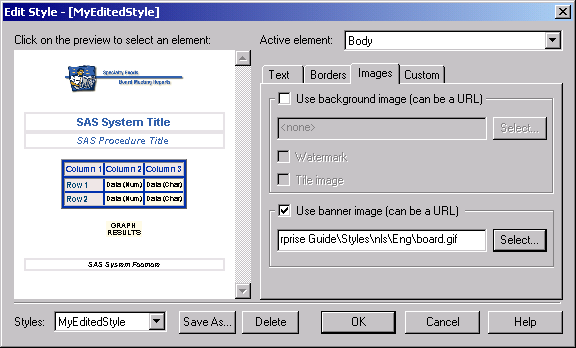 Edit Style - [MyEditedStyle]
Click on the preview to select an element:
Active element:
Body
Specialty Foods
Board Meeting Reports
SAS System Title
SAS Procedure Title
Column 1 Column 2 Column 3
Row 1 Data (Num) Data (Char)
Row 2 Data (Num) Data (Char)
GRAPH
RESULTS
SAS System Footnote
Text Borders Images Custom
Use background image (can be a URL)
<none>
Select...
Watermark
Tile image
Use banner image (can be a URL)
rprise Guide\Styles\nls\Eng\board.gif
Select...
Styles:
MyEditedStyle
Save As...
Delete
OK
Cancel
Help